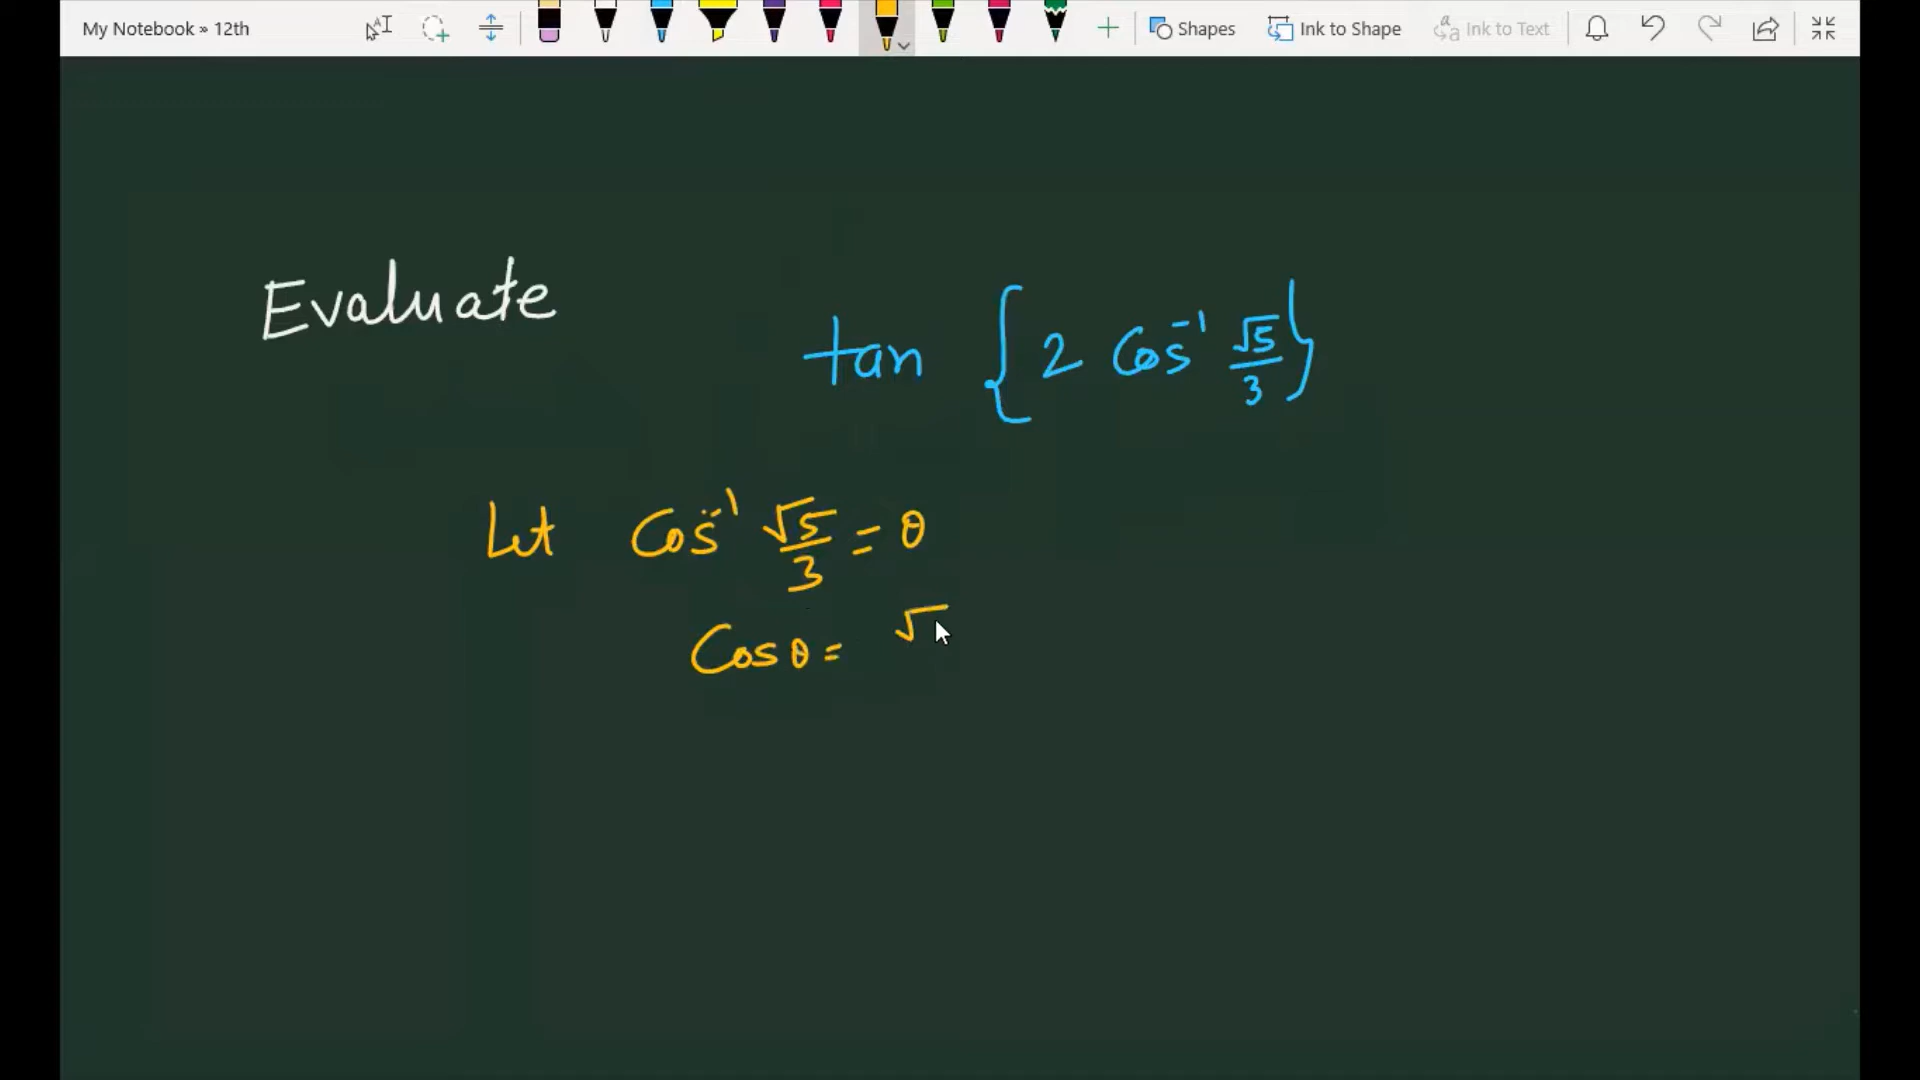 My Notebook » 12th
Shapes
Ink to Shape
Ink to Text
Evaluate
tan { 2 Cos⁻¹ √5/3 }
Let Cos⁻¹ √5/3 = θ
Cos θ = √